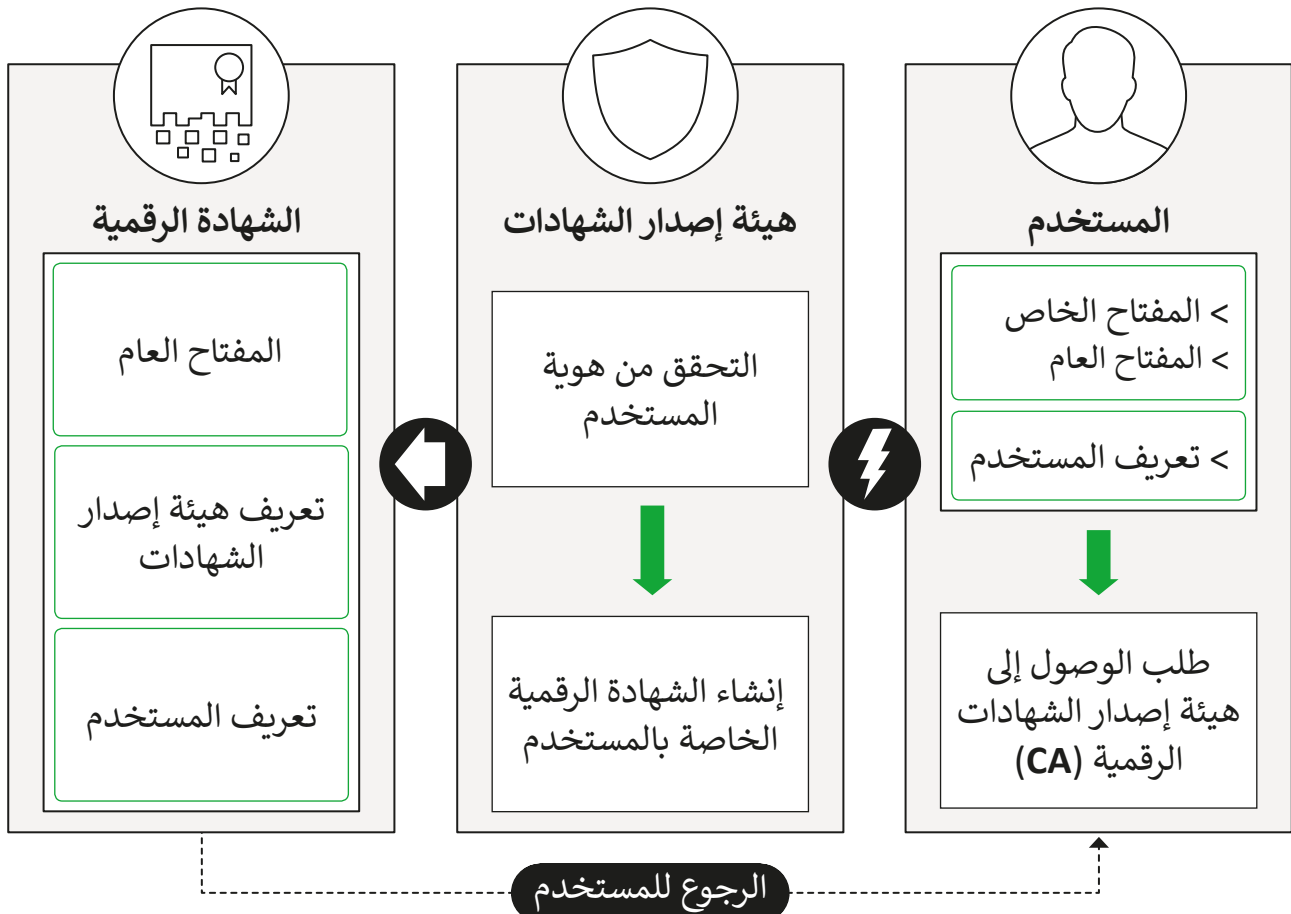 المستخدم
> المفتاح الخاص
> المفتاح العام
> تعريف المستخدم
طلب الوصول إلى
هيئة إصدار الشهادات
الرقمية (CA)
هيئة إصدار الشهادات
التحقق من هوية
المستخدم
إنشاء الشهادة الرقمية
الخاصة بالمستخدم
الشهادة الرقمية
المفتاح العام
تعريف هيئة إصدار
الشهادات
تعريف المستخدم
الرجوع للمستخدم